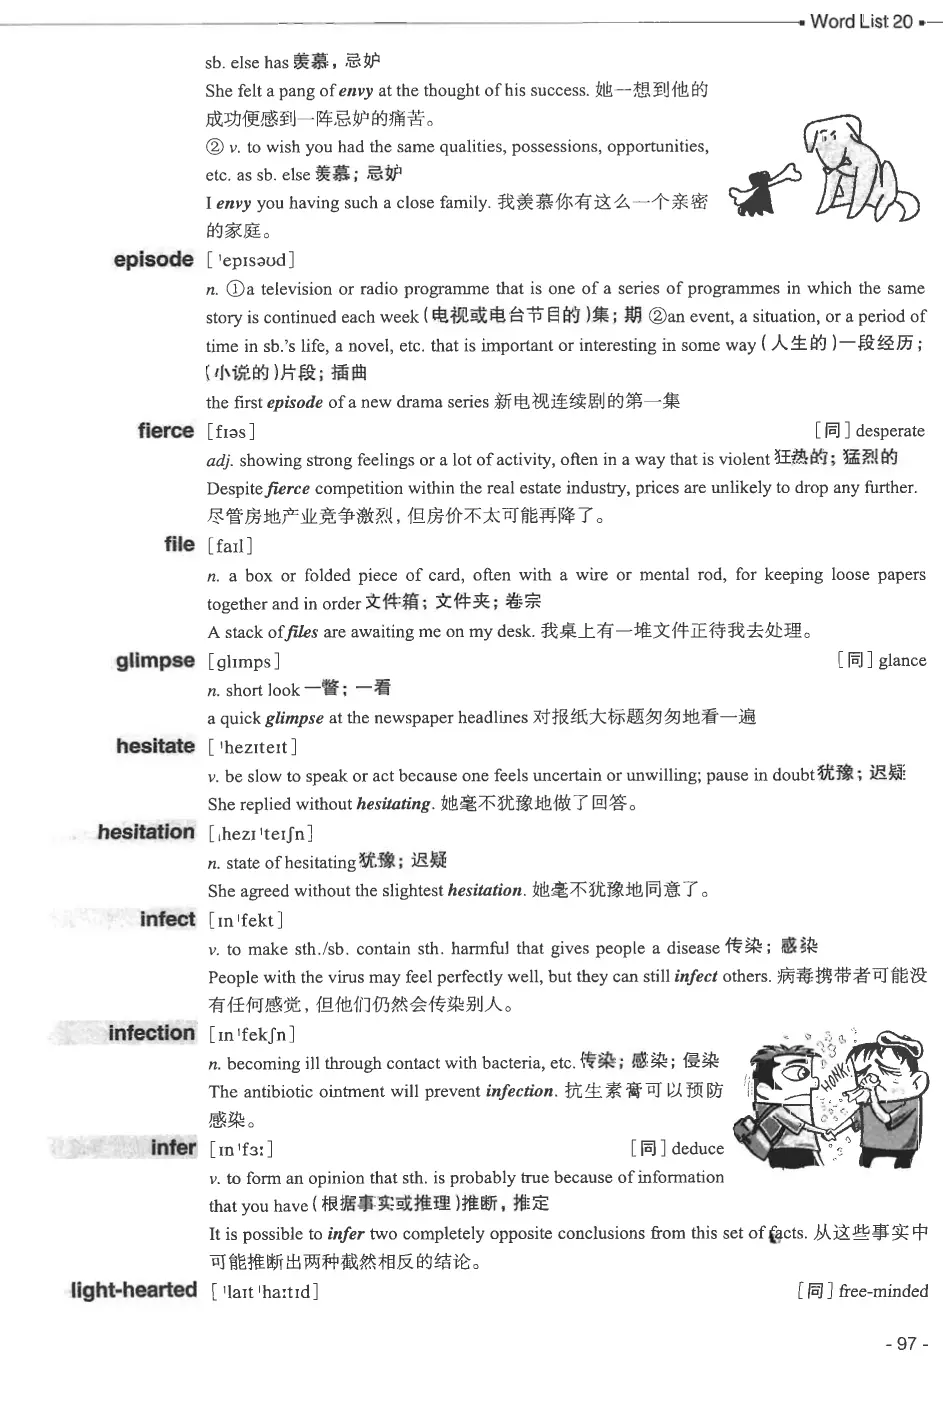 Word List 20
sb. else has 羡慕，忌妒
She felt a pang of envy at the thought of his success. 她一想到他的
成功便感到一阵忌妒的痛苦。
② v. to wish you had the same qualities, possessions, opportunities,
etc. as sb. else 羡慕；忌妒
I envy you having such a close family. 我羡慕你有这么一个亲密
的家庭。
episode [ˈepɪsəʊd]
n. ①a television or radio programme that is one of a series of programmes in which the same
story is continued each week (电视或电台节目的)集；期 ②an event, a situation, or a period of
time in sb.'s life, a novel, etc. that is important or interesting in some way (人生的)一段经历；
(小说的)片段；插曲
the first episode of a new drama series 新电视连续剧的第一集
fierce [fɪəs] [同] desperate
adj. showing strong feelings or a lot of activity, often in a way that is violent 狂热的；猛烈的
Despite fierce competition within the real estate industry, prices are unlikely to drop any further.
尽管房地产业竞争激烈，但房价不太可能再降了。
file [faɪl]
n. a box or folded piece of card, often with a wire or mental rod, for keeping loose papers
together and in order 文件箱；文件夹；卷宗
A stack of files are awaiting me on my desk. 我桌上有一堆文件正待我去处理。
glimpse [glɪmps] [同] glance
n. short look 一瞥；一看
a quick glimpse at the newspaper headlines 对报纸大标题匆匆地看一遍
hesitate [ˈhezɪteɪt]
v. be slow to speak or act because one feels uncertain or unwilling; pause in doubt 犹豫；迟疑
She replied without hesitating. 她毫不犹豫地做了回答。
hesitation [ˌhezɪˈteɪʃn]
n. state of hesitating 犹豫；迟疑
She agreed without the slightest hesitation. 她毫不犹豫地同意了。
infect [ɪnˈfekt]
v. to make sth./sb. contain sth. harmful that gives people a disease 传染；感染
People with the virus may feel perfectly well, but they can still infect others. 病毒携带者可能没
有任何感觉，但他们仍然会传染别人。
infection [ɪnˈfekʃn]
n. becoming ill through contact with bacteria, etc. 传染；感染；侵染
HONK!
The antibiotic ointment will prevent infection. 抗生素膏可以预防
感染。
infer [ɪnˈfɜː] [同] deduce
v. to form an opinion that sth. is probably true because of information
that you have (根据事实或推理)推断，推定
It is possible to infer two completely opposite conclusions from this set of facts. 从这些事实中
可能推断出两种截然相反的结论。
light-hearted [ˈlaɪtˈhɑːtɪd] [同] free-minded
- 97 -